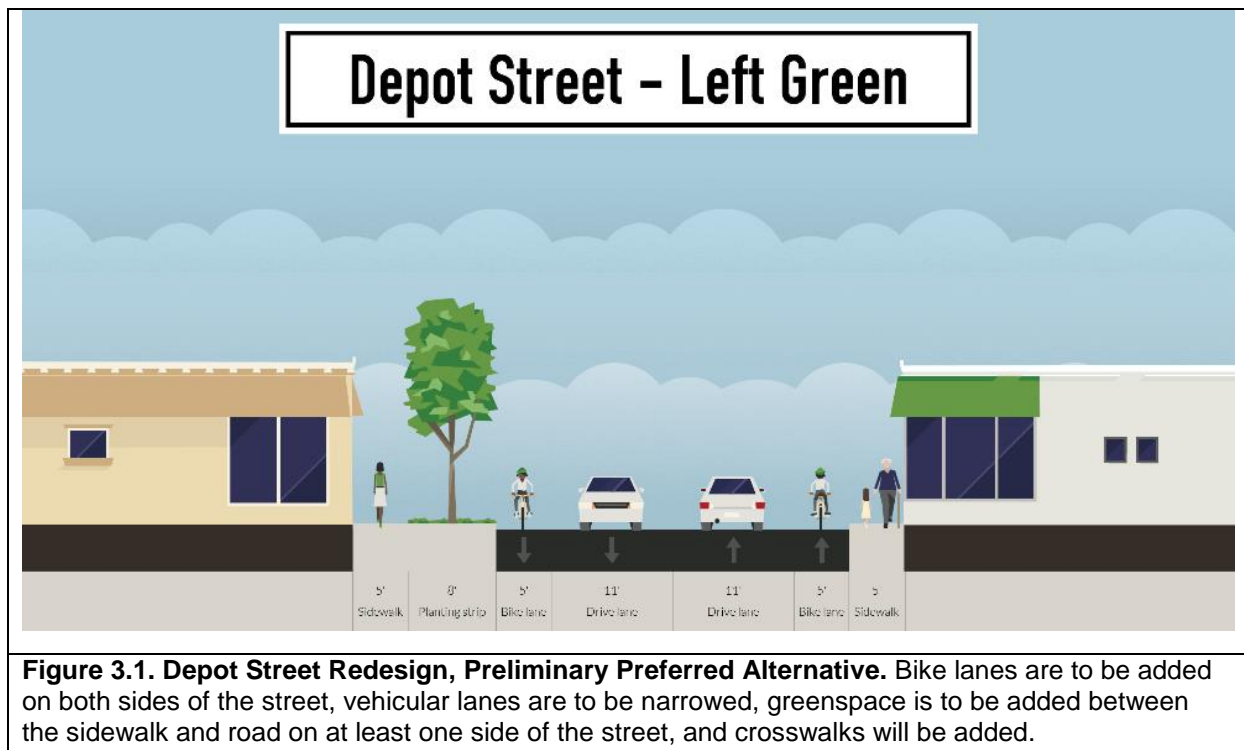 Depot Street – Left Green
5' 8' 5' 11' 11' 5' 5
Sidewalk Planting strip Bike lane Drive lane Drive lane Bike lane Sidewalk
Figure 3.1. Depot Street Redesign, Preliminary Preferred Alternative. Bike lanes are to be added
on both sides of the street, vehicular lanes are to be narrowed, greenspace is to be added between
the sidewalk and road on at least one side of the street, and crosswalks will be added.